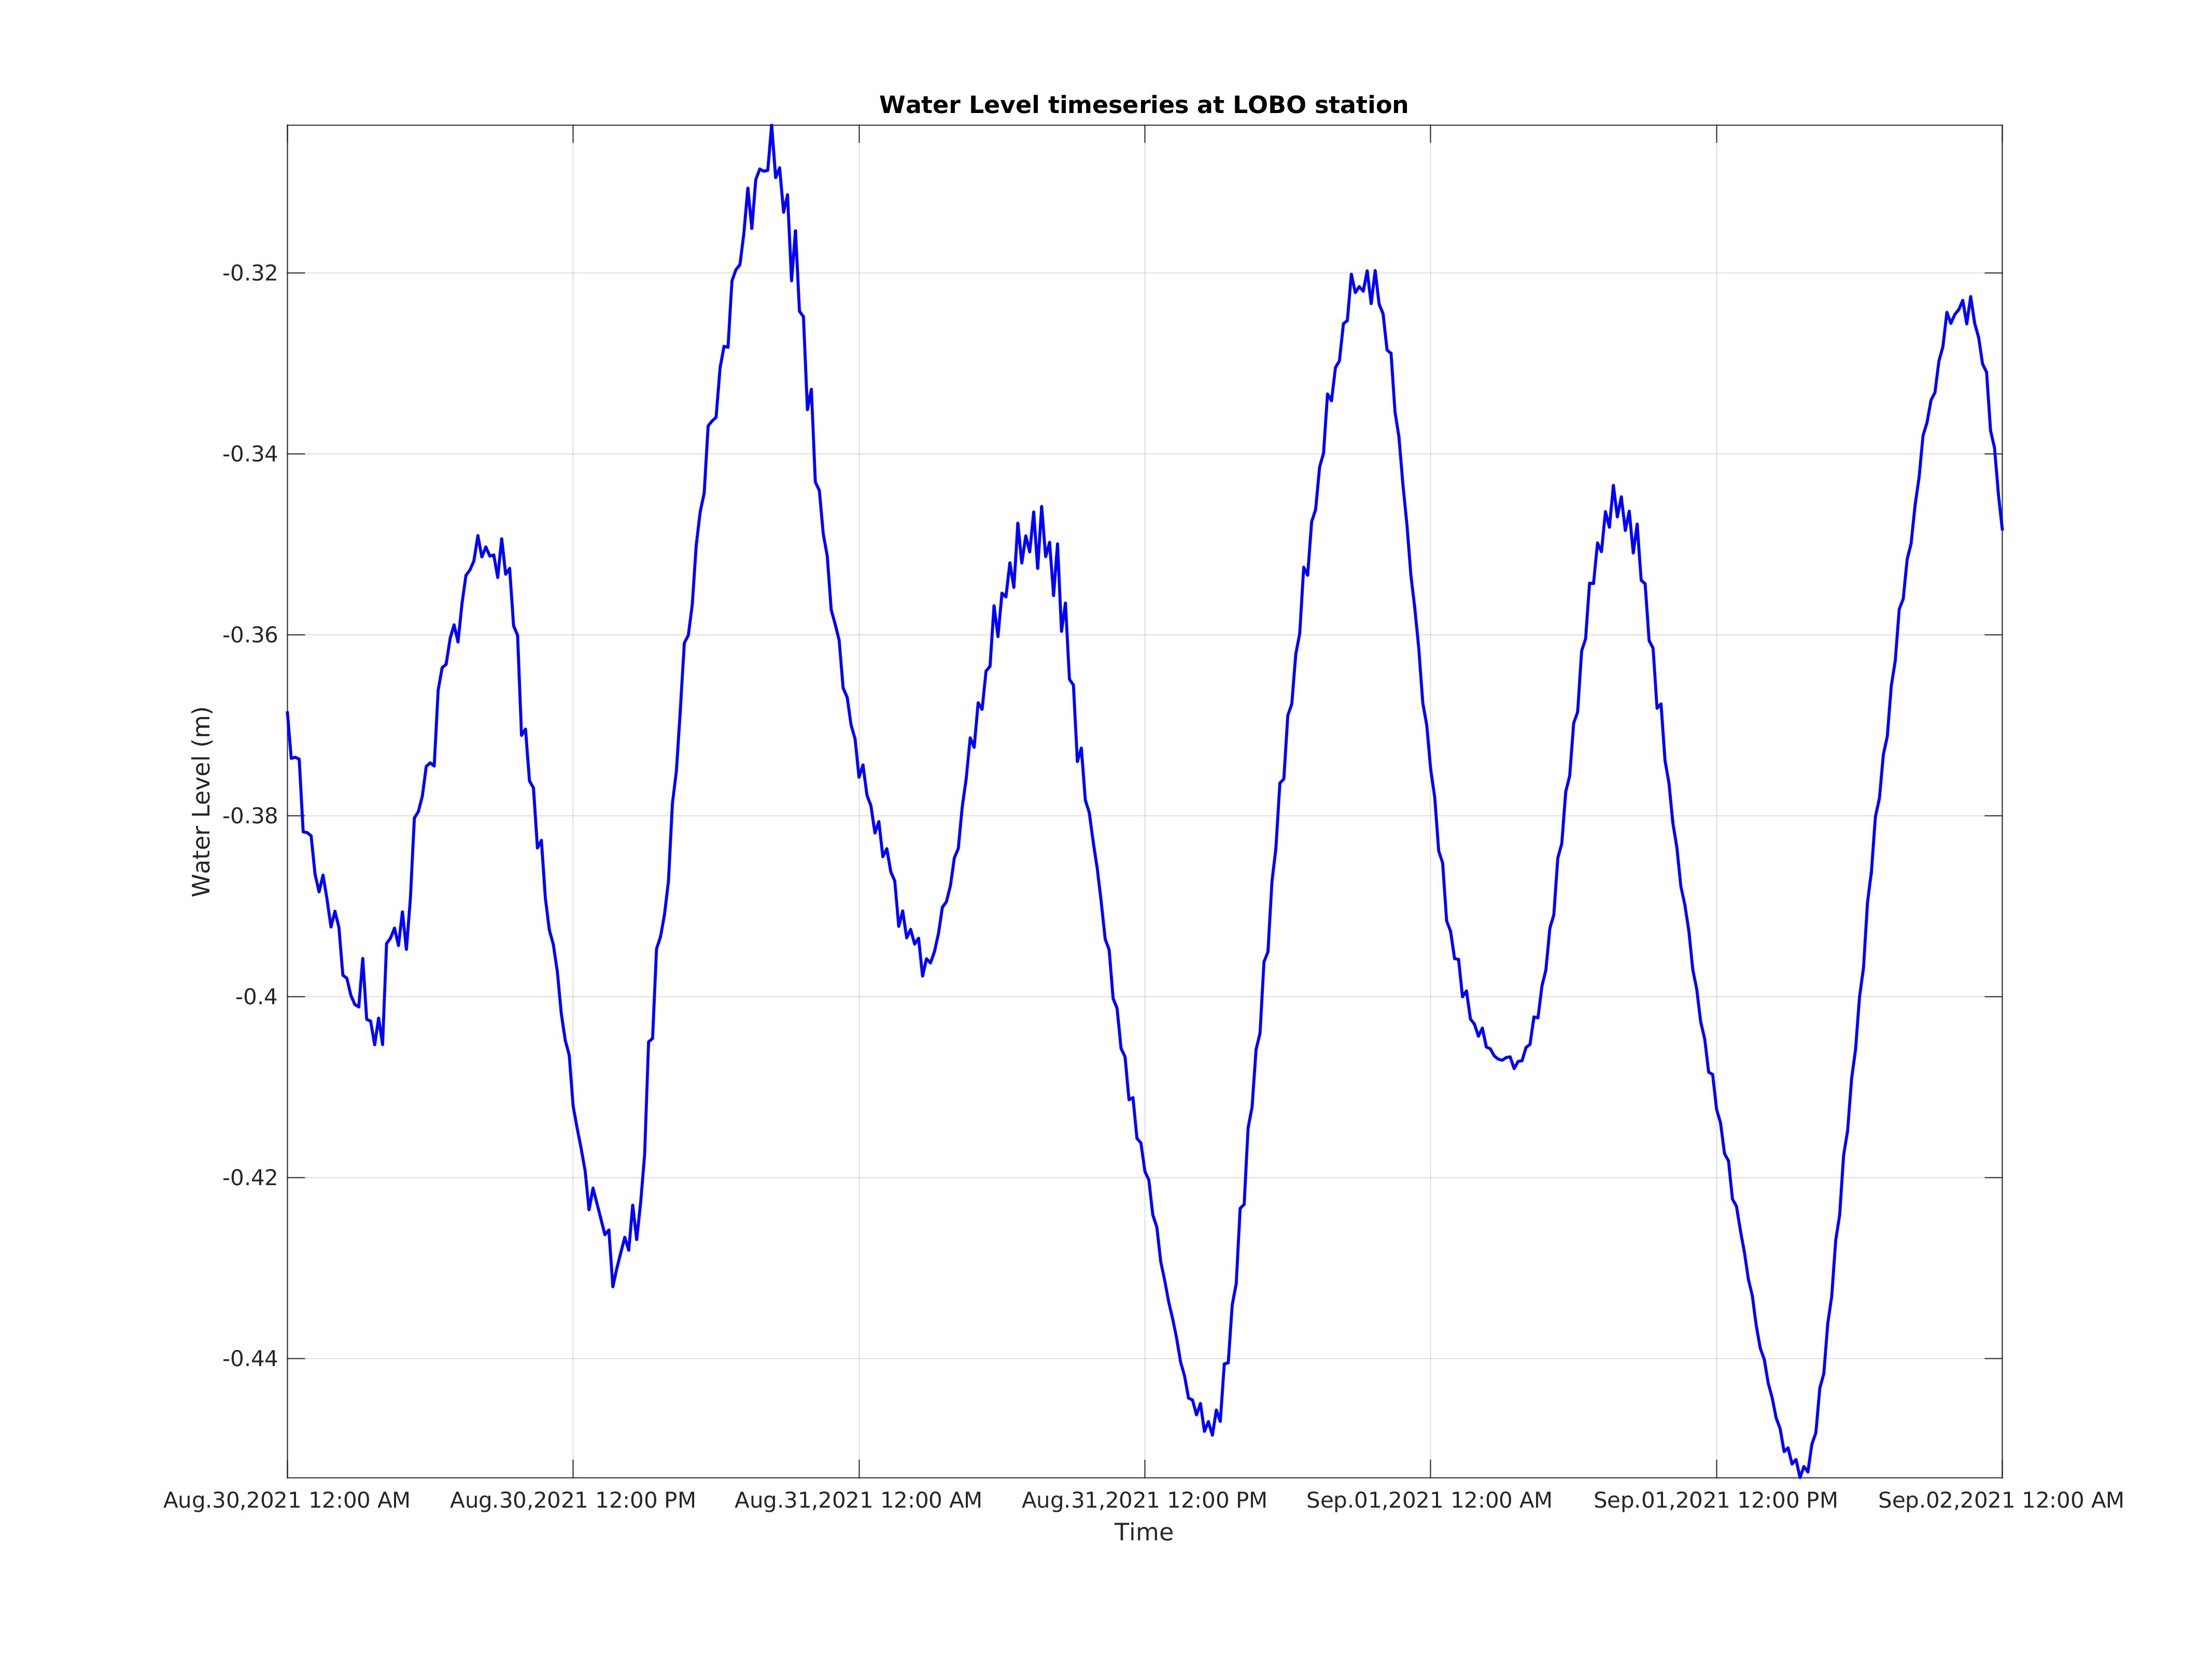 Water Level timeseries at LOBO station
-0.32
-0.34
-0.36
-0.38
-0.4
-0.42
-0.44
Water Level (m)
Aug.30,2021 12:00 AM
Aug.30,2021 12:00 PM
Aug.31,2021 12:00 AM
Aug.31,2021 12:00 PM
Sep.01,2021 12:00 AM
Sep.01,2021 12:00 PM
Sep.02,2021 12:00 AM
Time